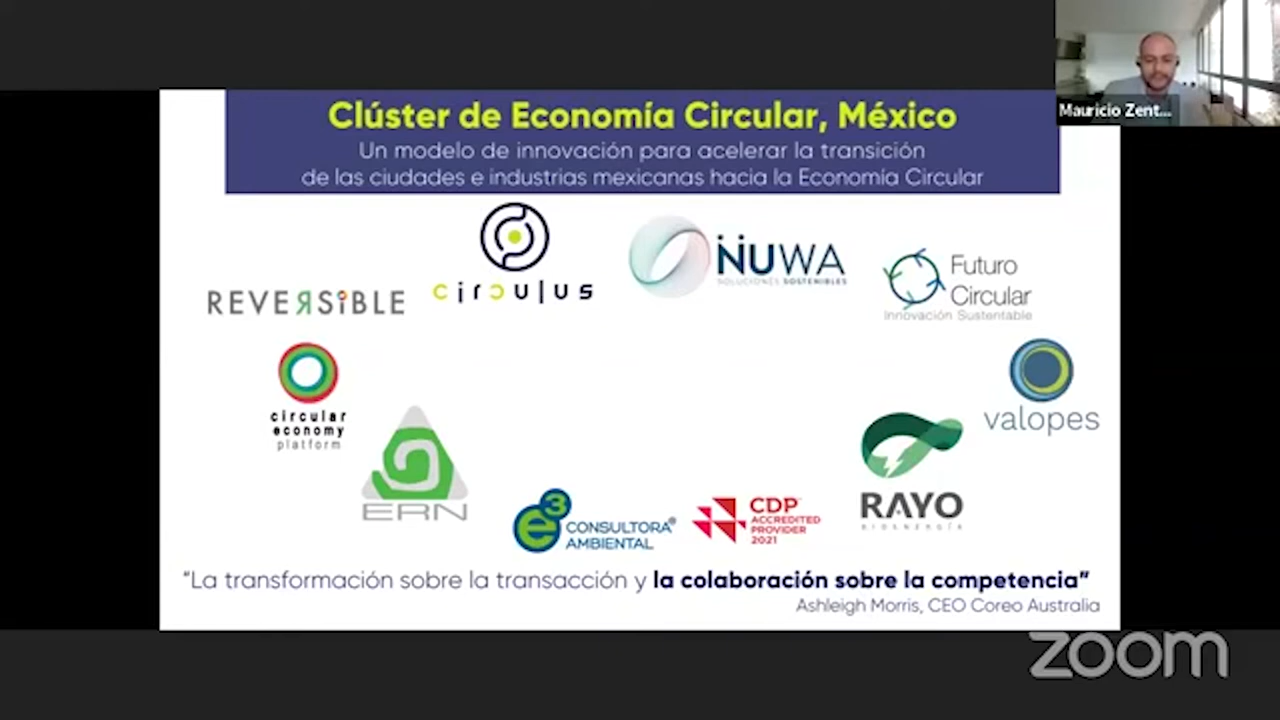 Clúster de Economía Circular, México
Un modelo de innovación para acelerar la transición
de las ciudades e industrias mexicanas hacia la Economía Circular
Mauricio Zent...
REVERSIBLE
circulus
NUWA
SOLUCIONES SOSTENIBLES
Futuro
Circular
Innovación Sustentable
circular
economy
platform
valopes
ERN
e3 CONSULTORA®
AMBIENTAL
CDP
ACCREDITED
PROVIDER
2021
RAYO
BIOENERGÍA
“La transformación sobre la transacción y la colaboración sobre la competencia”
Ashleigh Morris, CEO Coreo Australia
zoom